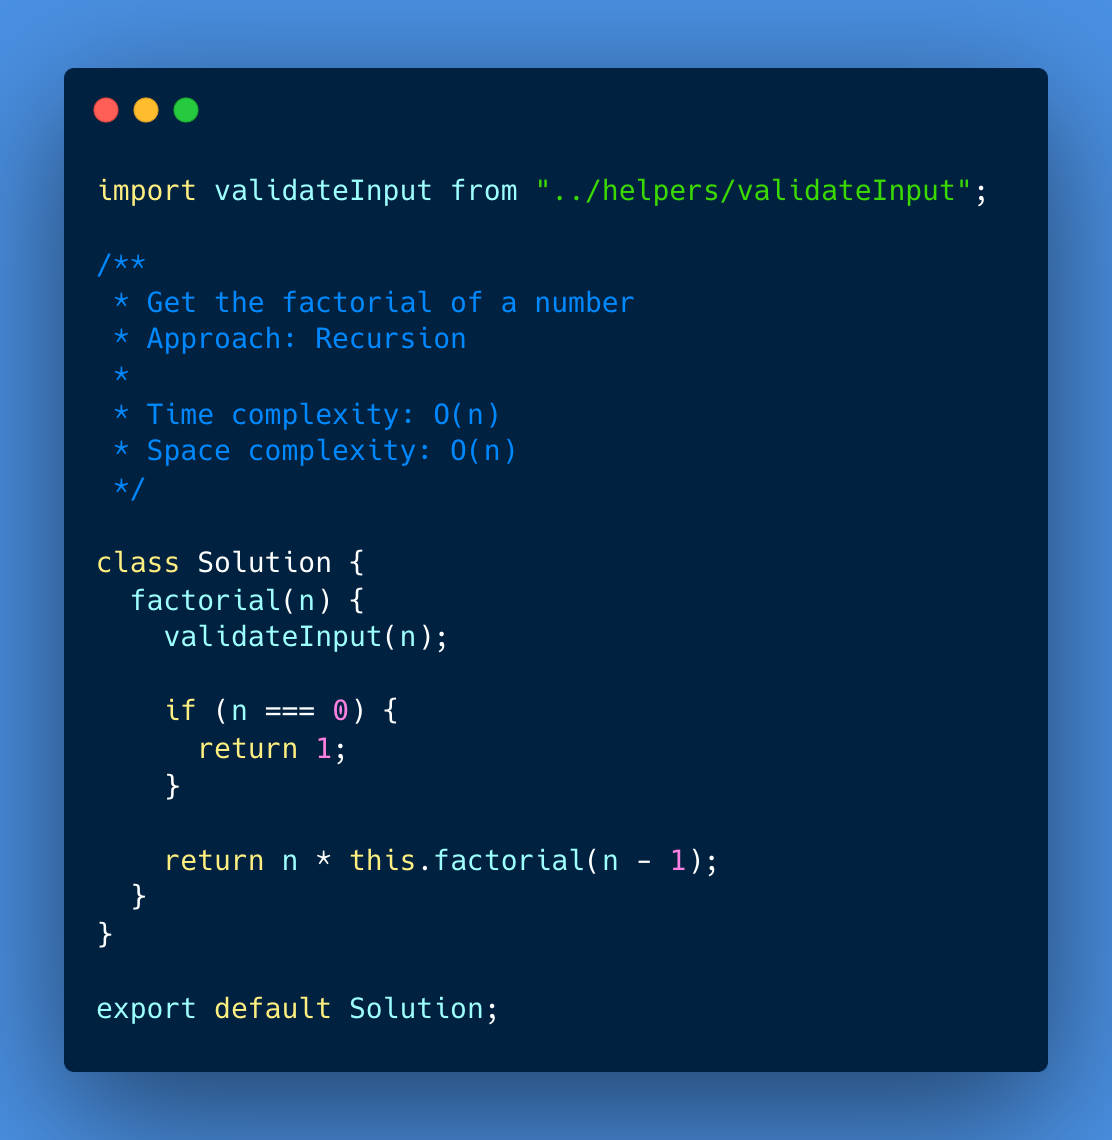 import validateInput from "../helpers/validateInput";
/**
 * Get the factorial of a number
 * Approach: Recursion
 *
 * Time complexity: O(n)
 * Space complexity: O(n)
 */
class Solution {
  factorial(n) {
    validateInput(n);
    if (n === 0) {
      return 1;
    }
    return n * this.factorial(n - 1);
  }
}
export default Solution;